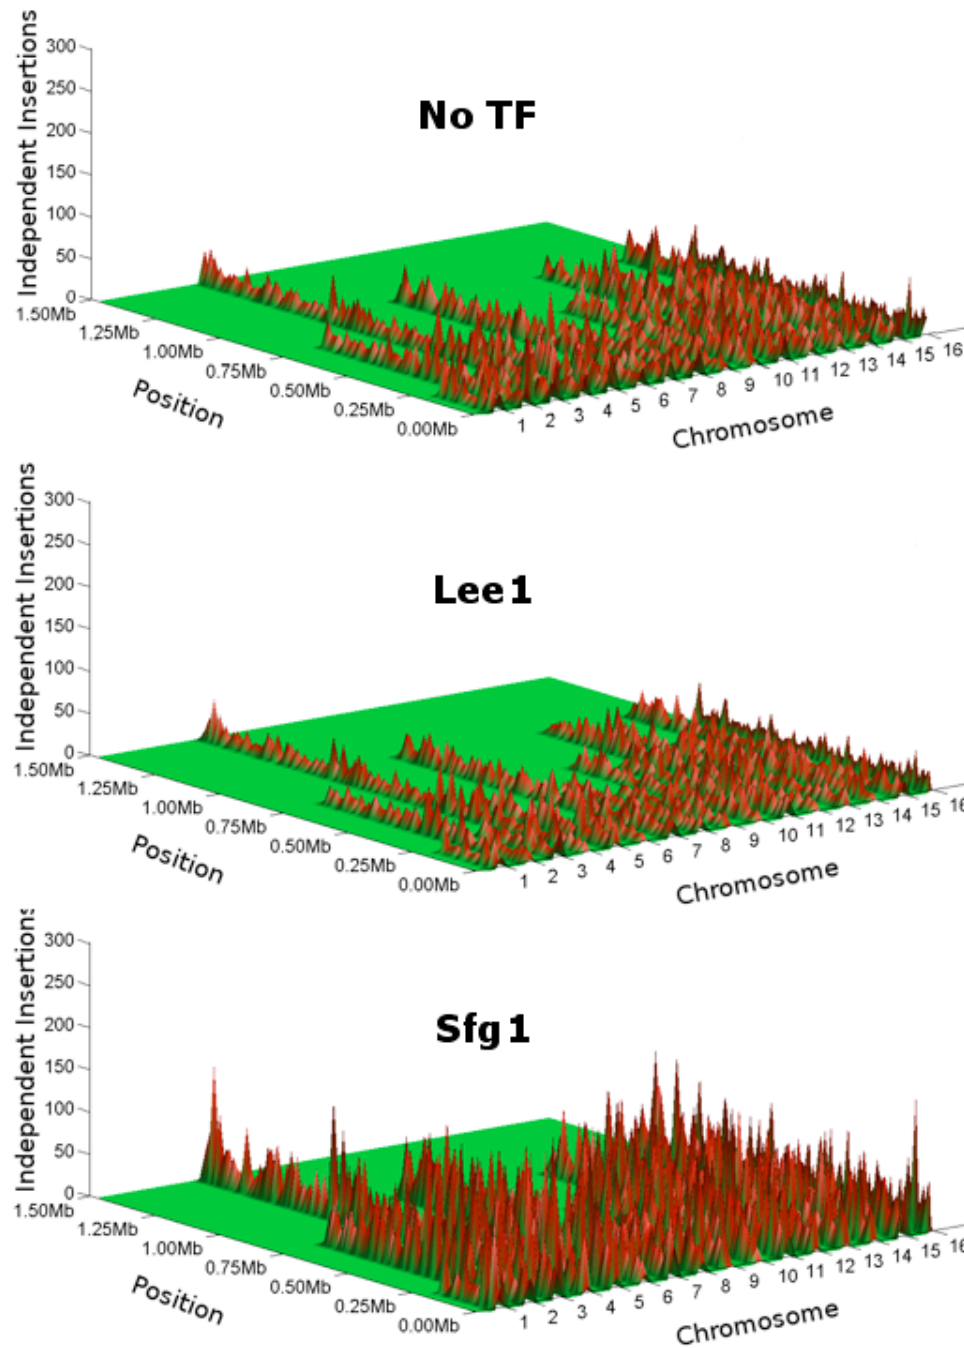 Independent Insertions
300
250
200
150
100
50
0
No TF
1.50Mb
1.25Mb
1.00Mb
0.75Mb
0.50Mb
0.25Mb
0.00Mb
Position
1 2 3 4 5 6 7 8 9 10 11 12 13 14 15 16
Chromosome
Independent Insertions
300
250
200
150
100
50
0
Lee1
1.50Mb
1.25Mb
1.00Mb
0.75Mb
0.50Mb
0.25Mb
0.00Mb
Position
1 2 3 4 5 6 7 8 9 10 11 12 13 14 15 16
Chromosome
Independent Insertions
300
250
200
150
100
50
0
Sfg1
1.50Mb
1.25Mb
1.00Mb
0.75Mb
0.50Mb
0.25Mb
0.00Mb
Position
1 2 3 4 5 6 7 8 9 10 11 12 13 14 15 16
Chromosome